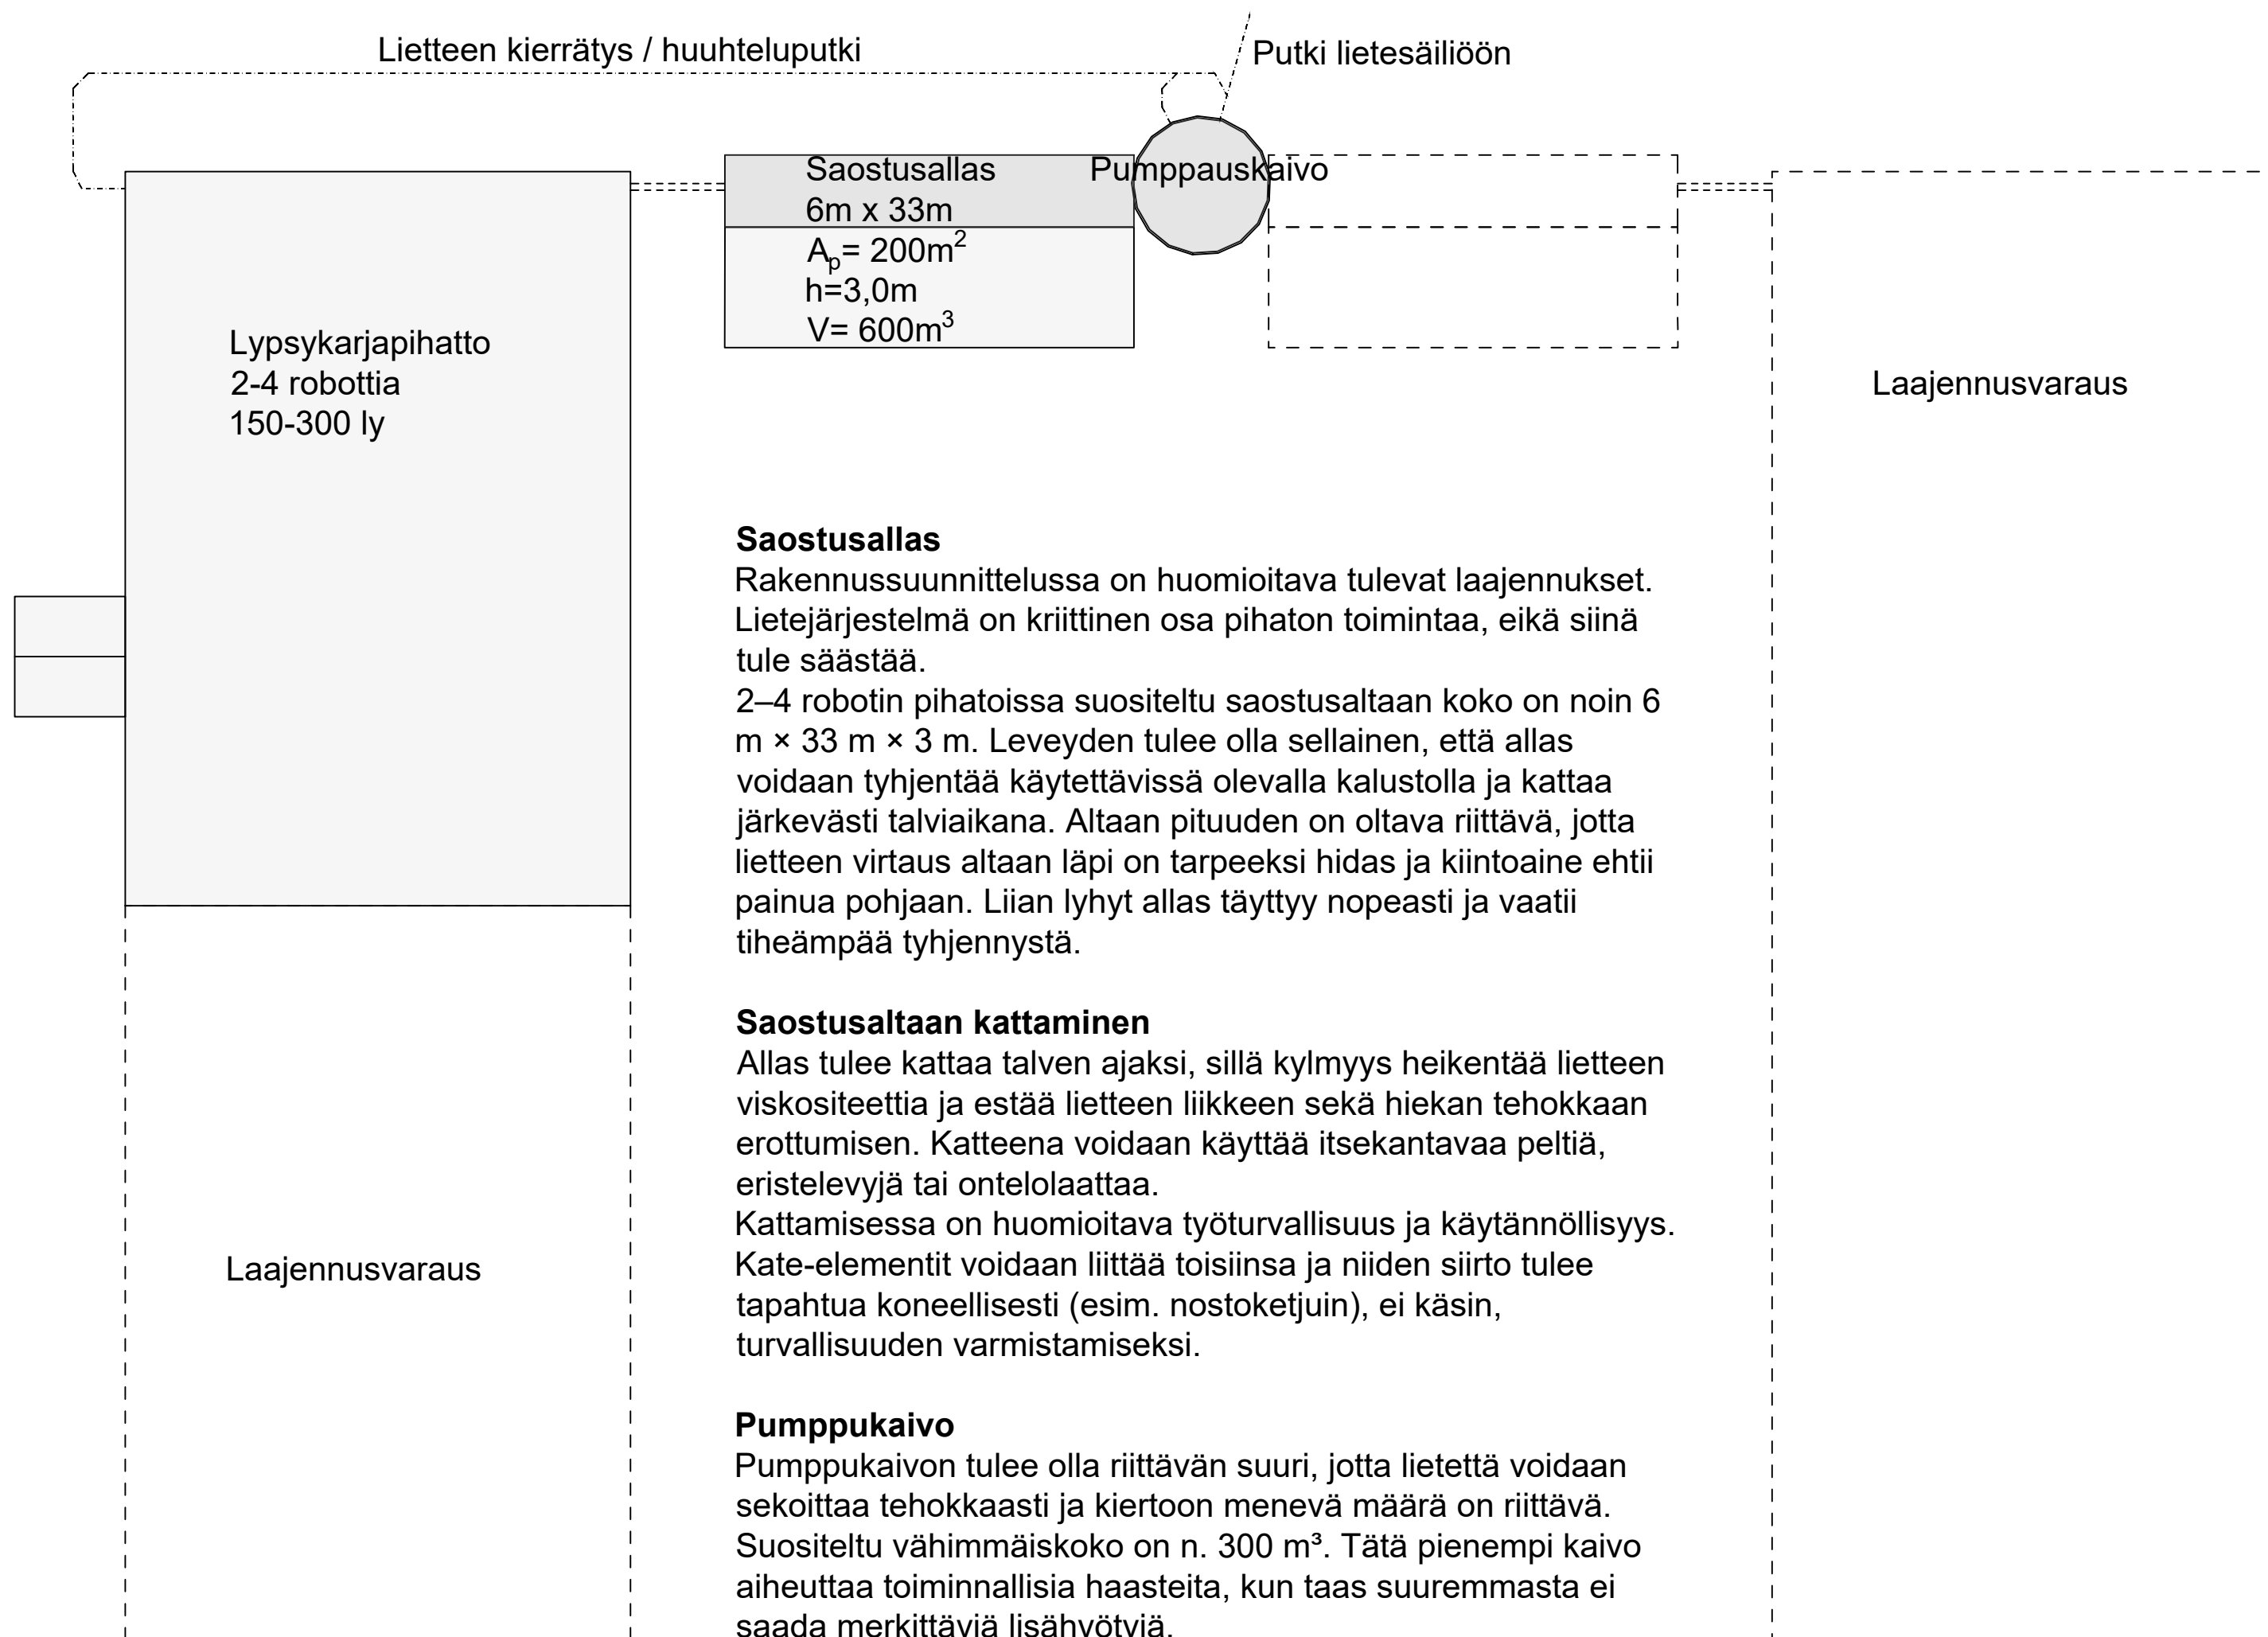 Lietteen kierrätys / huuhteluputki
Putki lietesäiliöön
Saostusallas
6m x 33m
Aₚ= 200m²
h=3,0m
V= 600m³
Pumppauskaivo
Lypsykarjapihatto
2-4 robottia
150-300 ly
Laajennusvaraus
Saostusallas
Rakennussuunnittelussa on huomioitava tulevat laajennukset.
Lietejärjestelmä on kriittinen osa pihaton toimintaa, eikä siinä
tule säästää.
2–4 robotin pihatoissa suositeltu saostusaltaan koko on noin 6
m × 33 m × 3 m. Leveyden tulee olla sellainen, että allas
voidaan tyhjentää käytettävissä olevalla kalustolla ja kattaa
järkevästi talviaikana. Altaan pituuden on oltava riittävä, jotta
lietteen virtaus altaan läpi on tarpeeksi hidas ja kiintoaine ehtii
painua pohjaan. Liian lyhyt allas täyttyy nopeasti ja vaatii
tiheämpää tyhjennystä.
Saostusaltaan kattaminen
Allas tulee kattaa talven ajaksi, sillä kylmyys heikentää lietteen
viskositeettia ja estää lietteen liikkeen sekä hiekan tehokkaan
erottumisen. Katteena voidaan käyttää itsekantavaa peltiä,
eristelevyjä tai ontelolaattaa.
Kattamisessa on huomioitava työturvallisuus ja käytännöllisyys.
Kate-elementit voidaan liittää toisiinsa ja niiden siirto tulee
tapahtua koneellisesti (esim. nostoketjuin), ei käsin,
turvallisuuden varmistamiseksi.
Laajennusvaraus
Pumppukaivo
Pumppukaivon tulee olla riittävän suuri, jotta lietettä voidaan
sekoittaa tehokkaasti ja kiertoon menevä määrä on riittävä.
Suositeltu vähimmäiskoko on n. 300 m³. Tätä pienempi kaivo
aiheuttaa toiminnallisia haasteita, kun taas suuremmasta ei
saada merkittäviä lisähyötyjä.